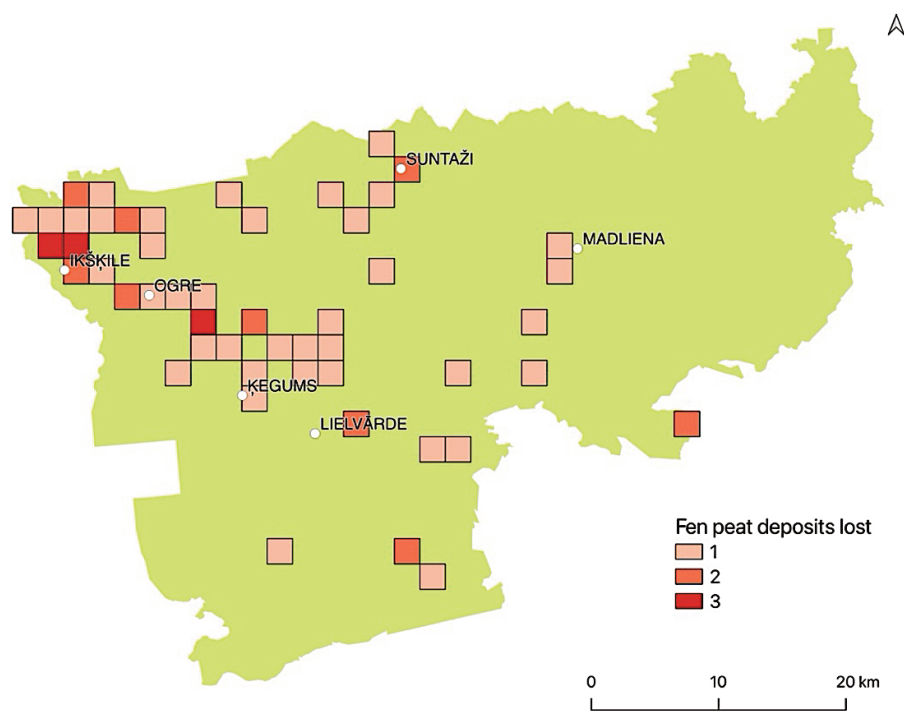 SUNTAŽI
MADLIENA
IKŠĶILE
OGRE
ĶEGUMS
LIELVĀRDE
Fen peat deposits lost
1
2
3
0 10 20 km